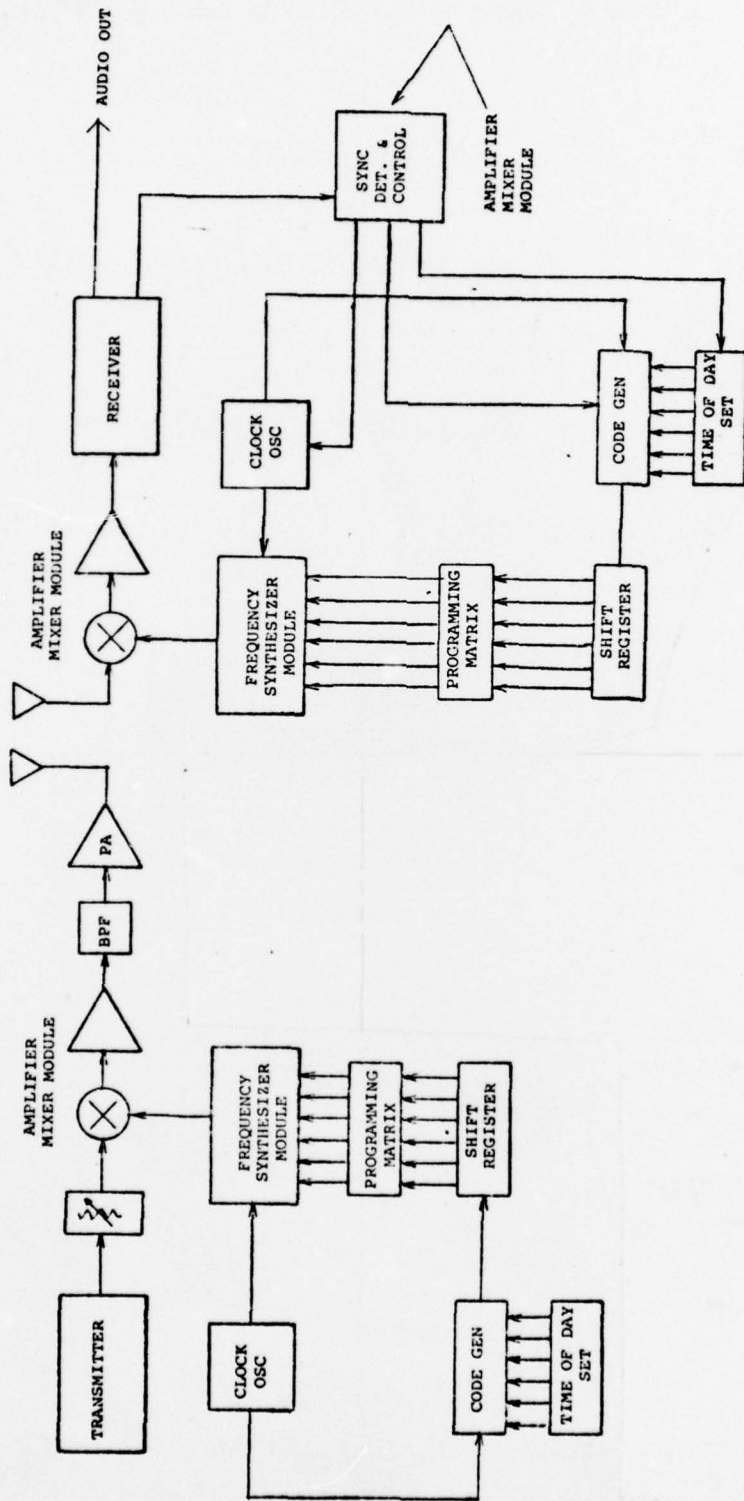 TRANSMITTER
AMPLIFIER
MIXER MODULE
BPF
PA
CLOCK
OSC
FREQUENCY
SYNTHESIZER
MODULE
PROGRAMMING
MATRIX
SHIFT
REGISTER
CODE GEN
TIME OF DAY
SET
AMPLIFIER
MIXER MODULE
RECEIVER
AUDIO OUT
FREQUENCY
SYNTHESIZER
MODULE
CLOCK
OSC
SYNC
DET. &
CONTROL
AMPLIFIER
MIXER
MODULE
PROGRAMMING
MATRIX
SHIFT
REGISTER
CODE GEN
TIME OF DAY
SET